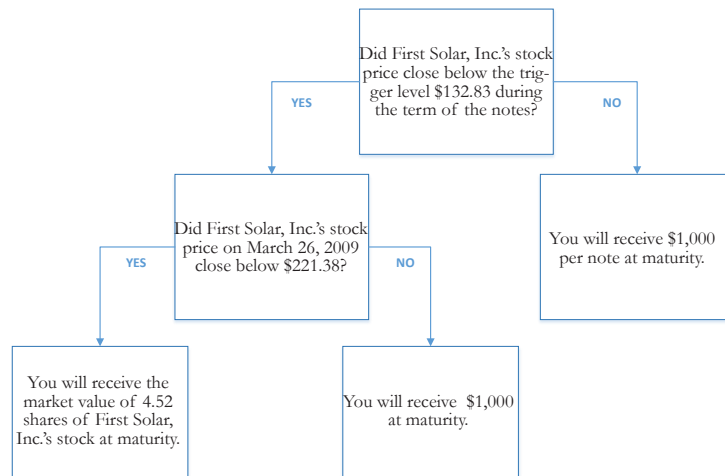 Did First Solar, Inc.'s stock
price close below the trig-
ger level $132.83 during
the term of the notes?
YES
NO
Did First Solar, Inc.'s stock
price on March 26, 2009
close below $221.38?
You will receive $1,000
per note at maturity.
YES
NO
You will receive the
market value of 4.52
shares of First Solar,
Inc.'s stock at maturity.
You will receive $1,000
at maturity.